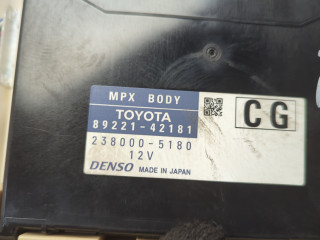 MPX BODY
TOYOTA
89221-42181
CG
238000-5180
12V
DENSO MADE IN JAPAN